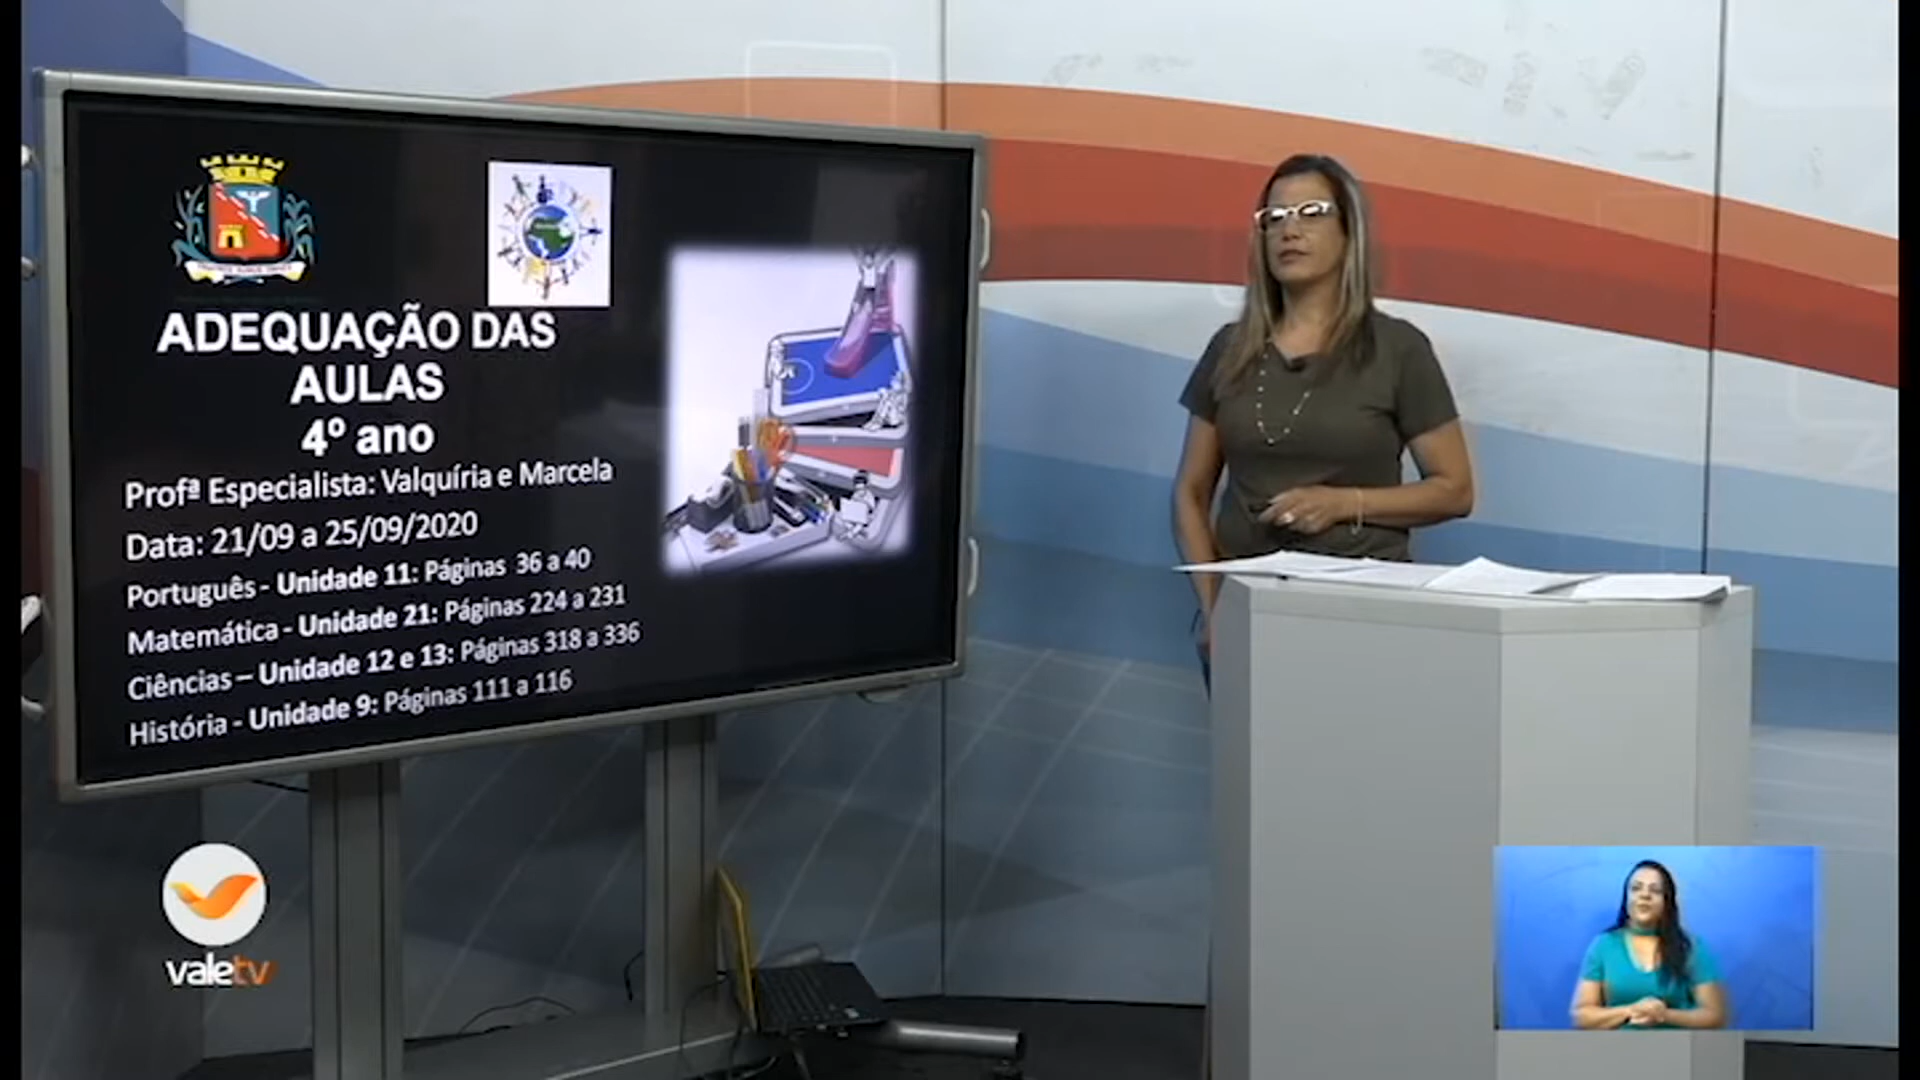 ADEQUAÇÃO DAS
AULAS
4º ano
Profª Especialista: Valquíria e Marcela
Data: 21/09 a 25/09/2020
Português - Unidade 11: Páginas 36 a 40
Matemática - Unidade 21: Páginas 224 a 231
Ciências – Unidade 12 e 13: Páginas 318 a 336
História - Unidade 9: Páginas 111 a 116
valetv